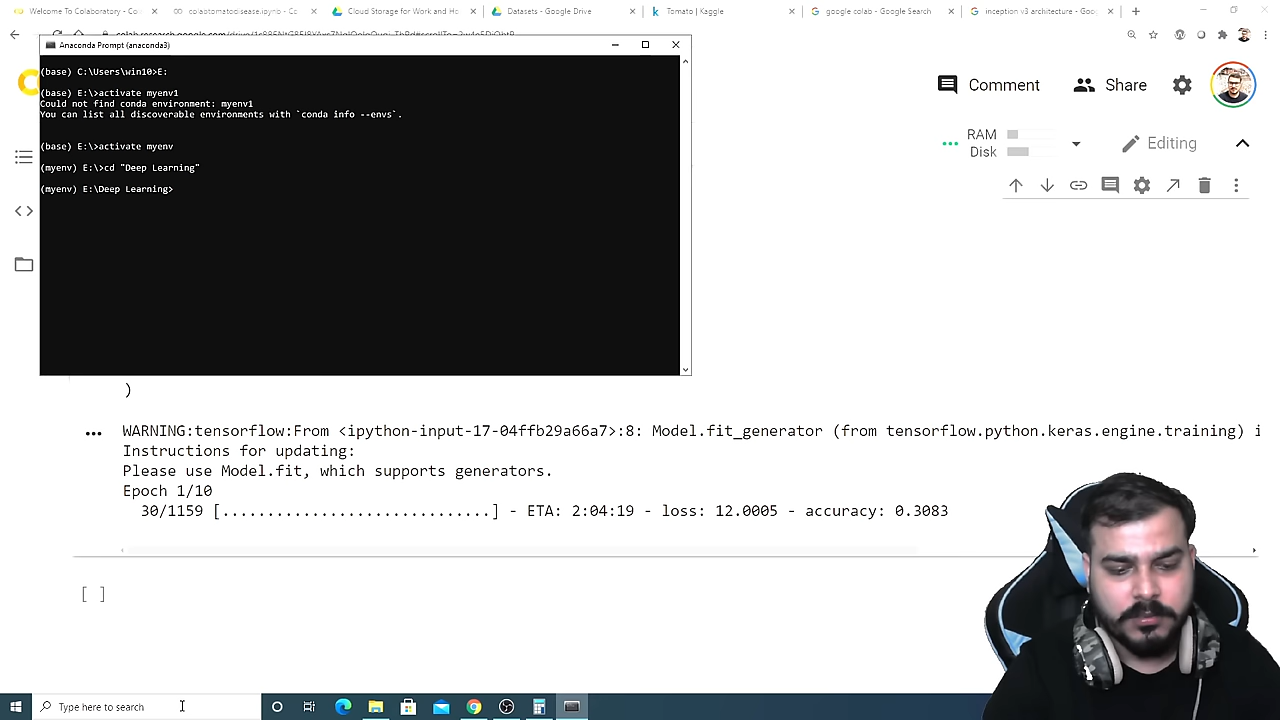 Welcome To Colaboratory - Co
colabtomatodisease.ipynb - Co
Cloud Storage for Work and Ho
Datasets - Google Drive
Tomato | Kaggle
google colab - Google Search
inception v3 architecture - Goo
Anaconda Prompt (anaconda3)
(base) C:\Users\win10>E:
(base) E:\>activate myenv1
Could not find conda environment: myenv1
You can list all discoverable environments with `conda info --envs`.
(base) E:\>activate myenv
(myenv) E:\>cd "Deep Learning"
(myenv) E:\Deep Learning>
Comment
Share
RAM
Disk
Editing
)
WARNING:tensorflow:From <ipython-input-17-04ffb29a66a7>:8: Model.fit_generator (from tensorflow.python.keras.engine.training) i
Instructions for updating:
Please use Model.fit, which supports generators.
Epoch 1/10
30/1159 [..............................] - ETA: 2:04:19 - loss: 12.0005 - accuracy: 0.3083
[ ]
Type here to search